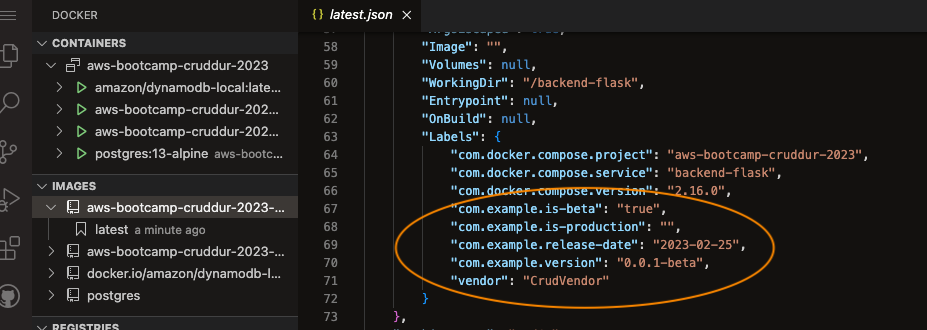 DOCKER
CONTAINERS
aws-bootcamp-cruddur-2023
amazon/dynamodb-local:late...
aws-bootcamp-cruddur-202...
aws-bootcamp-cruddur-202...
postgres:13-alpine aws-bootc...
IMAGES
aws-bootcamp-cruddur-2023-...
latest a minute ago
aws-bootcamp-cruddur-2023-...
docker.io/amazon/dynamodb-l...
postgres
REGISTRIES
{} latest.json
58 "Image": "",
59 "Volumes": null,
60 "WorkingDir": "/backend-flask",
61 "Entrypoint": null,
62 "OnBuild": null,
63 "Labels": {
64 "com.docker.compose.project": "aws-bootcamp-cruddur-2023",
65 "com.docker.compose.service": "backend-flask",
66 "com.docker.compose.version": "2.16.0",
67 "com.example.is-beta": "true",
68 "com.example.is-production": "",
69 "com.example.release-date": "2023-02-25",
70 "com.example.version": "0.0.1-beta",
71 "vendor": "CrudVendor"
72 }
73 },